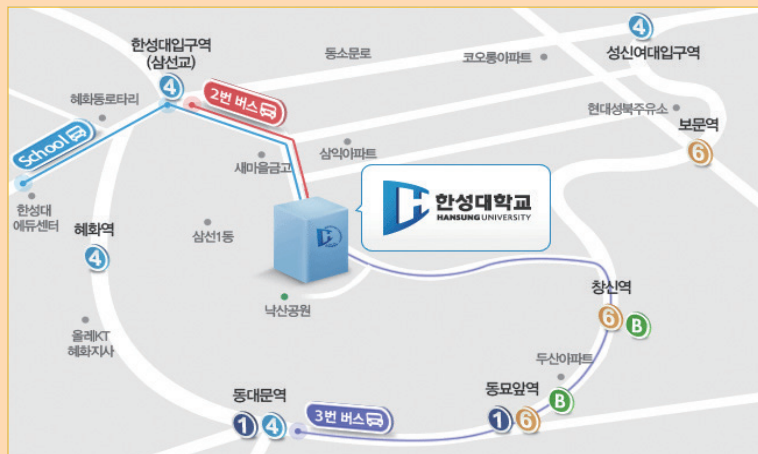 한성대입구역
(삼선교)
4
동소문로
코오롱아파트
4
성신여대입구역
혜화동로타리
2번 버스
현대성북주유소
보문역
6
School
새마을금고
삼익아파트
한성대
에듀센터
혜화역
4
삼선1동
한성대학교
HANSUNG UNIVERSITY
낙산공원
창신역
6
B
올레KT
혜화지사
두산아파트
동대문역
1
4
3번 버스
동묘앞역
1
6
B